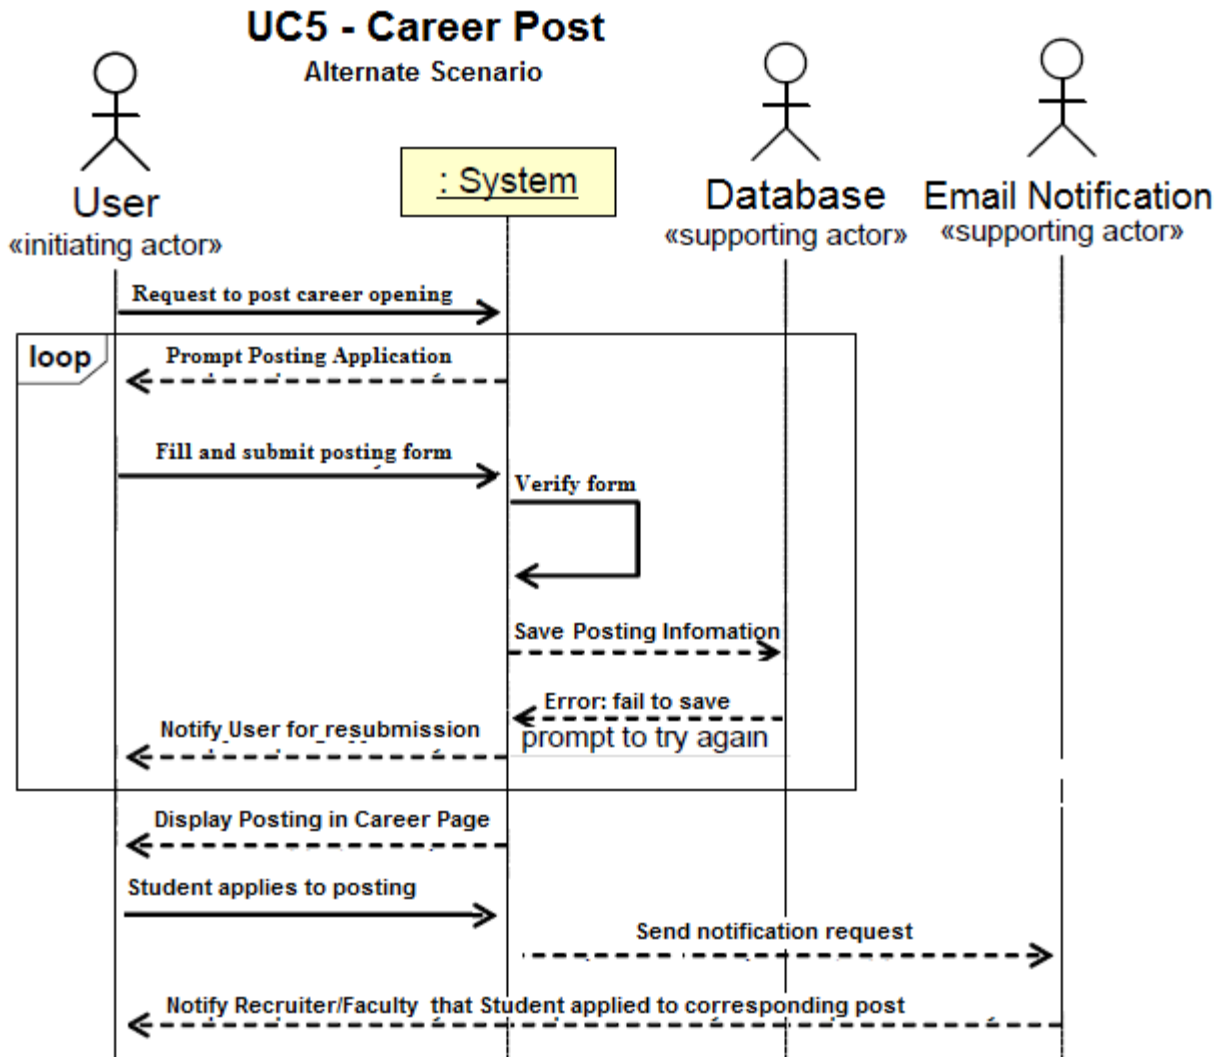 UC5 - Career Post
Alternate Scenario
User
«initiating actor»
: System
Database
«supporting actor»
Email Notification
«supporting actor»
Request to post career opening
loop
Prompt Posting Application
Fill and submit posting form
Verify form
Save Posting Infomation
Error: fail to save
prompt to try again
Notify User for resubmission
Display Posting in Career Page
Student applies to posting
Send notification request
Notify Recruiter/Faculty that Student applied to corresponding post